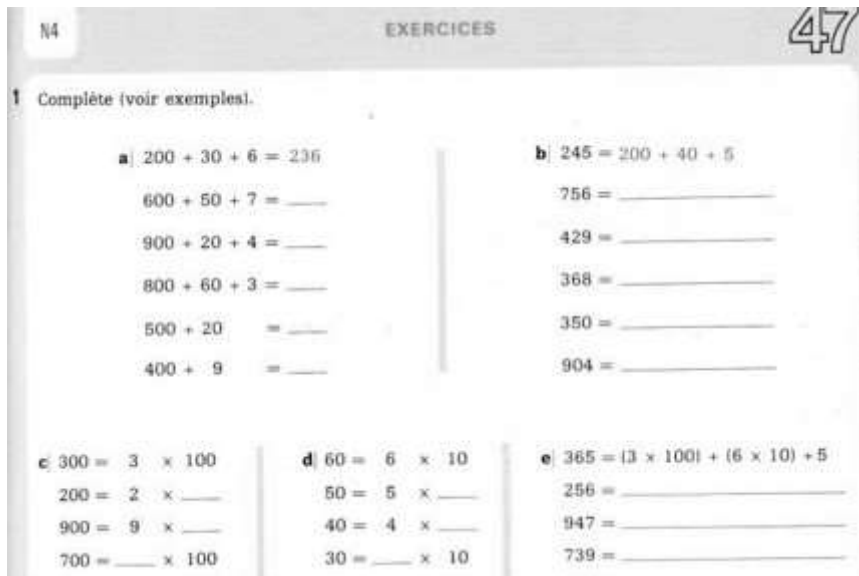 N4 EXERCICES 47
1 Complète (voir exemples).
a| 200 + 30 + 6 = 236
600 + 50 + 7 = ____
900 + 20 + 4 = ____
800 + 60 + 3 = ____
500 + 20 = ____
400 + 9 = ____
b| 245 = 200 + 40 + 5
756 = ____
429 = ____
368 = ____
350 = ____
904 = ____
c| 300 = 3 × 100
200 = 2 × ____
900 = 9 × ____
700 = ____ × 100
d| 60 = 6 × 10
50 = 5 × ____
40 = 4 × ____
30 = ____ × 10
e| 365 = (3 × 100) + (6 × 10) + 5
256 = ____
947 = ____
739 = ____